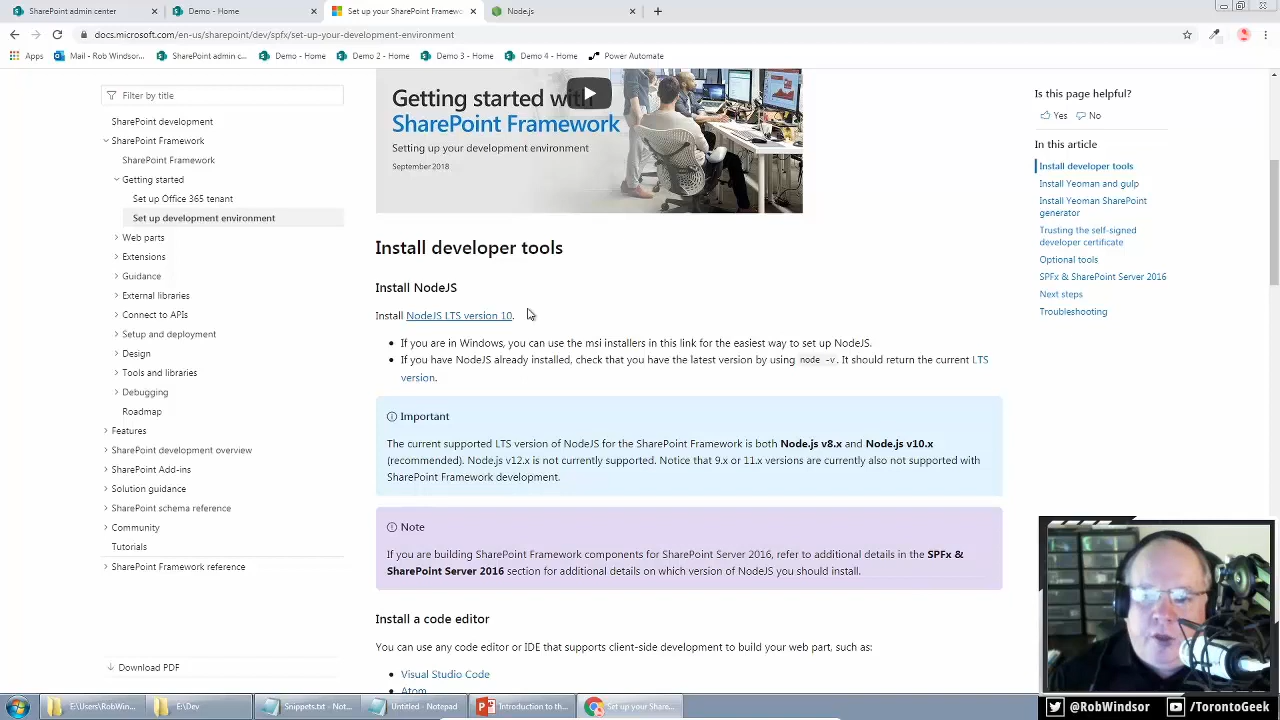 SharePoint admin center
Demo - Home
Set up your SharePoint Framewo
Node.js
docs.microsoft.com/en-us/sharepoint/dev/spfx/set-up-your-development-environment
Apps
Mail - Rob Windsor...
SharePoint admin c...
Demo - Home
Demo 2 - Home
Demo 3 - Home
Demo 4 - Home
Power Automate
Filter by title
SharePoint development
SharePoint Framework
SharePoint Framework
Getting started
Set up Office 365 tenant
Set up development environment
Web parts
Extensions
Guidance
External libraries
Connect to APIs
Setup and deployment
Design
Tools and libraries
Debugging
Roadmap
Features
SharePoint development overview
SharePoint Add-ins
Solution guidance
SharePoint schema reference
Community
Tutorials
SharePoint Framework reference
Download PDF
Getting started with
SharePoint Framework
Setting up your development environment
September 2018
Install developer tools
Install NodeJS
Install NodeJS LTS version 10.
• If you are in Windows, you can use the msi installers in this link for the easiest way to set up NodeJS.
• If you have NodeJS already installed, check that you have the latest version by using node -v. It should return the current LTS
version.
Important
The current supported LTS version of NodeJS for the SharePoint Framework is both Node.js v8.x and Node.js v10.x
(recommended). Node.js v12.x is not currently supported. Notice that 9.x or 11.x versions are currently also not supported with
SharePoint Framework development.
Note
If you are building SharePoint Framework components for SharePoint Server 2016, refer to additional details in the SPFx &
SharePoint Server 2016 section for additional details on which version of NodeJS you should install.
Install a code editor
You can use any code editor or IDE that supports client-side development to build your web part, such as:
• Visual Studio Code
• Atom
Is this page helpful?
Yes No
In this article
Install developer tools
Install Yeoman and gulp
Install Yeoman SharePoint
generator
Trusting the self-signed
developer certificate
Optional tools
SPFx & SharePoint Server 2016
Next steps
Troubleshooting
E:\Users\RobWin...
E:\Dev
Snippets.txt - Not...
Untitled - Notepad
Introduction to th...
Set up your Share...
@RobWindsor
/TorontoGeek